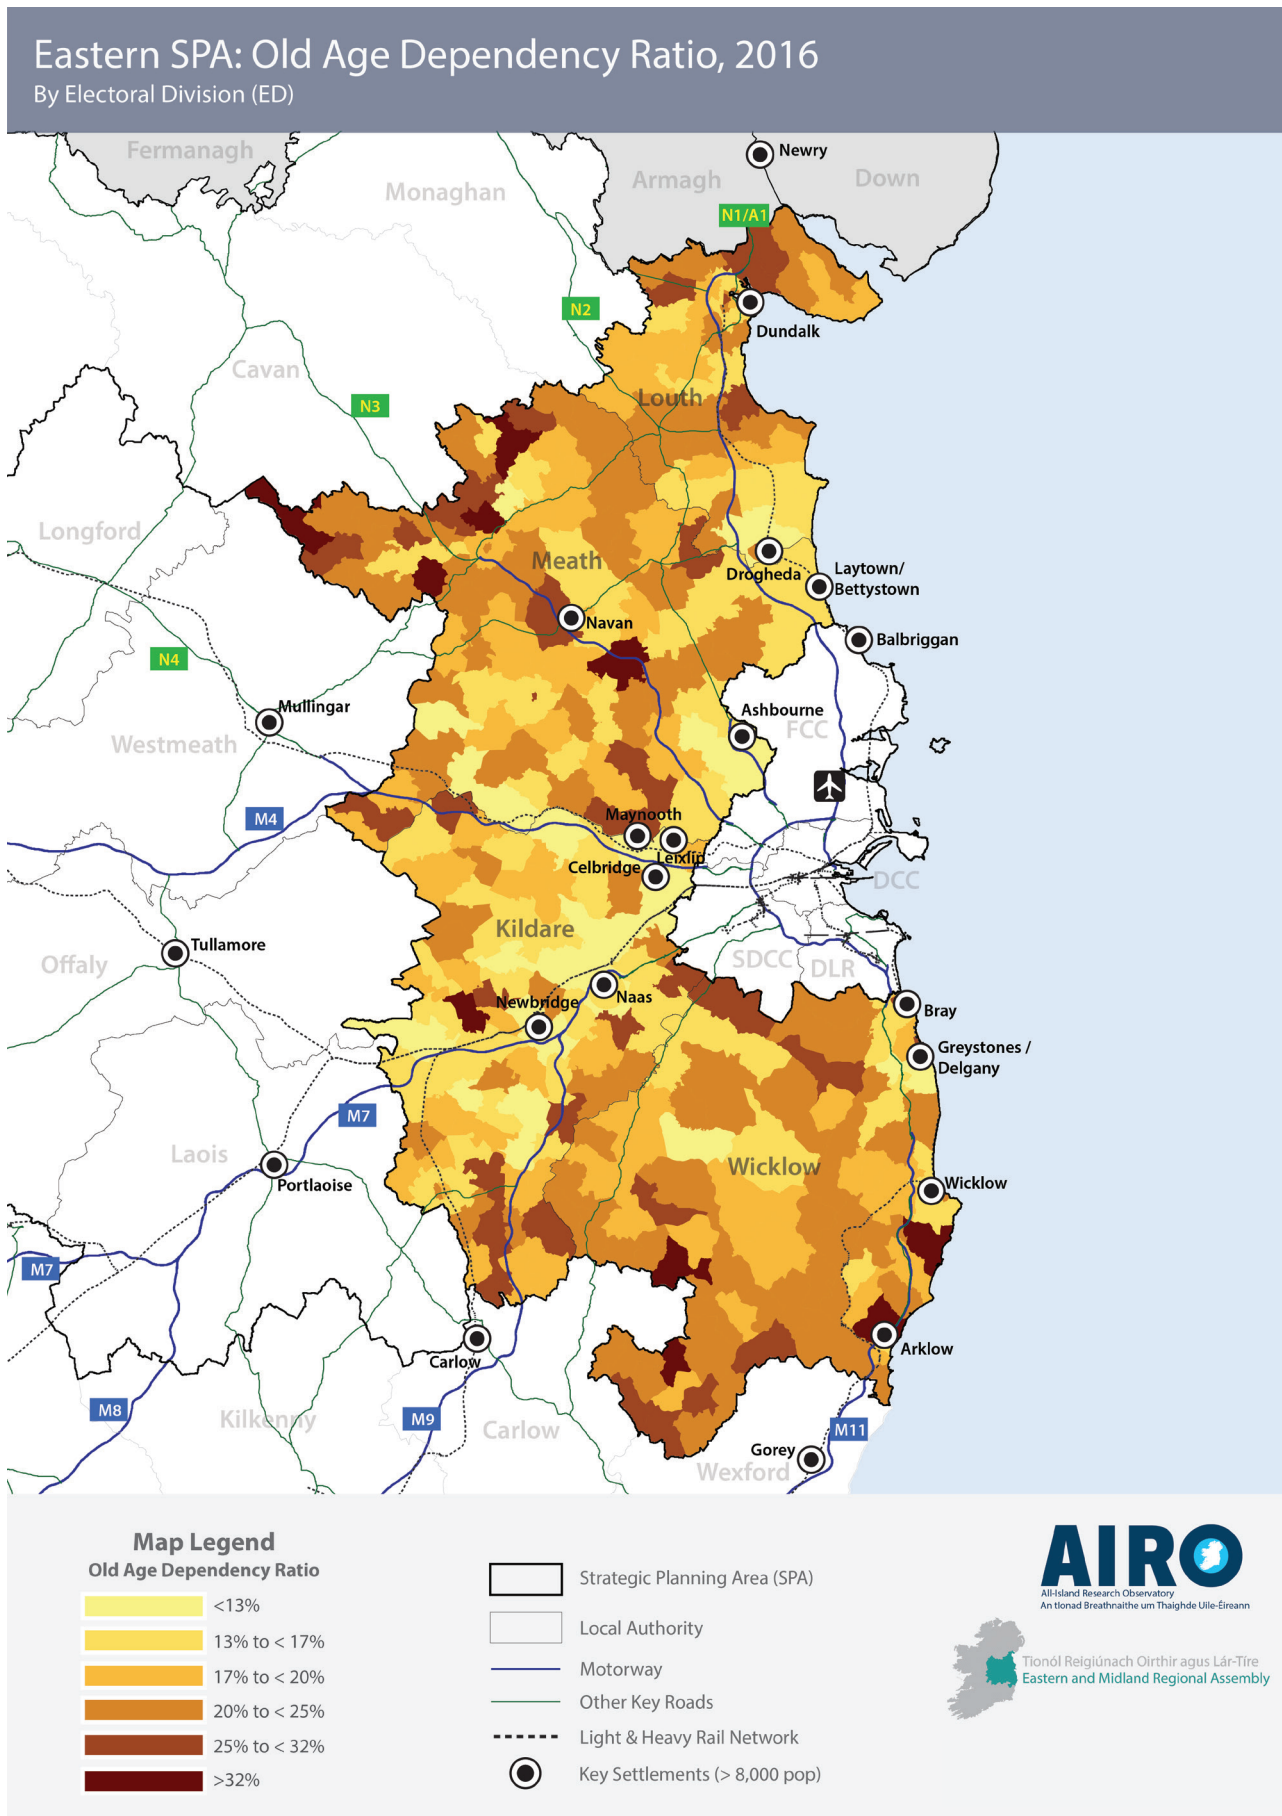 Eastern SPA: Old Age Dependency Ratio, 2016
By Electoral Division (ED)
Fermanagh
Monaghan
Armagh
Newry
Down
N1/A1
N2
Dundalk
Cavan
N3
Louth
Longford
Meath
Drogheda
Laytown/
Bettystown
Navan
Balbriggan
N4
Mullingar
Ashbourne
FCC
Westmeath
M4
Maynooth
Leixlip
Celbridge
DCC
Kildare
Tullamore
Offaly
SDCC
DLR
Naas
Newbridge
Bray
Greystones /
Delgany
M7
Laois
Wicklow
Portlaoise
Wicklow
M7
Arklow
Carlow
M8
Kilkenny
M9
Carlow
M11
Gorey
Wexford
Map Legend
Old Age Dependency Ratio
<13%
13% to < 17%
17% to < 20%
20% to < 25%
25% to < 32%
>32%
Strategic Planning Area (SPA)
Local Authority
Motorway
Other Key Roads
Light & Heavy Rail Network
Key Settlements (> 8,000 pop)
AIRO
All-Island Research Observatory
An tIonad Breathnaithe um Thaighde Uile-Éireann
Tionól Reigiúnach Oirthir agus Lár-Tíre
Eastern and Midland Regional Assembly